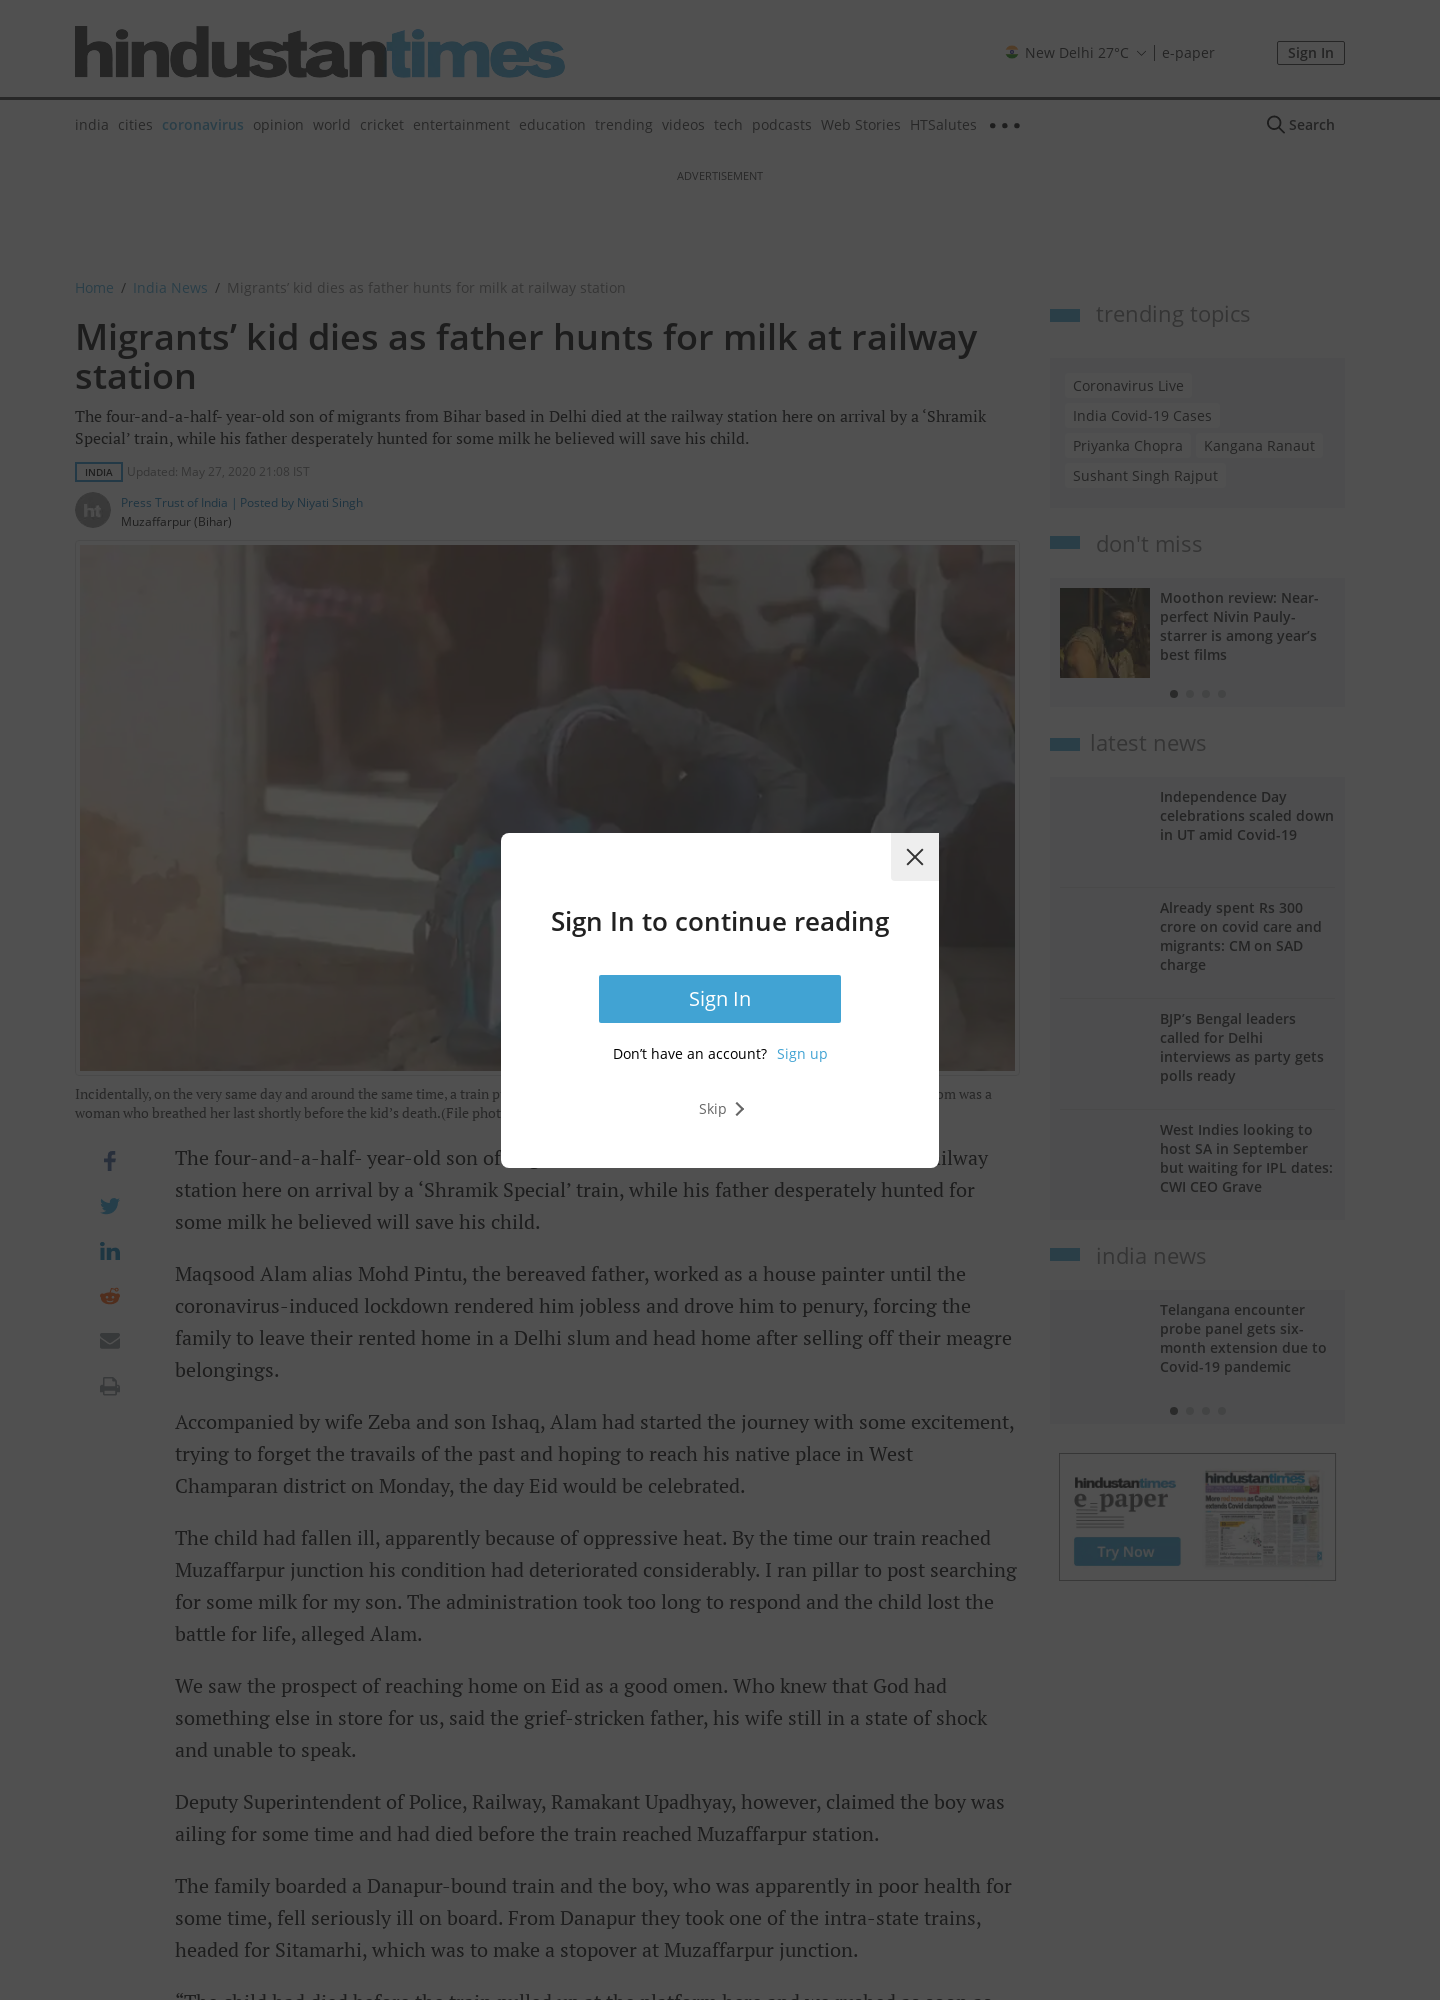 hindustantimes
New Delhi 27°C
e-paper
Sign In
india cities coronavirus opinion world cricket entertainment education trending videos tech podcasts Web Stories HTSalutes
Search
ADVERTISEMENT
Home / India News / Migrants’ kid dies as father hunts for milk at railway station
Migrants’ kid dies as father hunts for milk at railway
station
The four-and-a-half- year-old son of migrants from Bihar based in Delhi died at the railway station here on arrival by a ‘Shramik
Special’ train, while his father desperately hunted for some milk he believed will save his child.
INDIA Updated: May 27, 2020 21:08 IST
ht
Press Trust of India | Posted by Niyati Singh
Muzaffarpur (Bihar)
Incidentally, on the very same day and around the same time, a train p
om was a
woman who breathed her last shortly before the kid’s death.(File phot
Sign In to continue reading
Sign In
Don’t have an account? Sign up
Skip
The four-and-a-half- year-old son of
ilway
station here on arrival by a ‘Shramik Special’ train, while his father desperately hunted for
some milk he believed will save his child.
Maqsood Alam alias Mohd Pintu, the bereaved father, worked as a house painter until the
coronavirus-induced lockdown rendered him jobless and drove him to penury, forcing the
family to leave their rented home in a Delhi slum and head home after selling off their meagre
belongings.
Accompanied by wife Zeba and son Ishaq, Alam had started the journey with some excitement,
trying to forget the travails of the past and hoping to reach his native place in West
Champaran district on Monday, the day Eid would be celebrated.
The child had fallen ill, apparently because of oppressive heat. By the time our train reached
Muzaffarpur junction his condition had deteriorated considerably. I ran pillar to post searching
for some milk for my son. The administration took too long to respond and the child lost the
battle for life, alleged Alam.
We saw the prospect of reaching home on Eid as a good omen. Who knew that God had
something else in store for us, said the grief-stricken father, his wife still in a state of shock
and unable to speak.
Deputy Superintendent of Police, Railway, Ramakant Upadhyay, however, claimed the boy was
ailing for some time and had died before the train reached Muzaffarpur station.
The family boarded a Danapur-bound train and the boy, who was apparently in poor health for
some time, fell seriously ill on board. From Danapur they took one of the intra-state trains,
headed for Sitamarhi, which was to make a stopover at Muzaffarpur junction.
“The child had died before the train pulled up at the platform here and we rushed as soon as
trending topics
Coronavirus Live
India Covid-19 Cases
Priyanka Chopra Kangana Ranaut
Sushant Singh Rajput
don't miss
Moothon review: Near-
perfect Nivin Pauly-
starrer is among year’s
best films
latest news
Independence Day
celebrations scaled down
in UT amid Covid-19
Already spent Rs 300
crore on covid care and
migrants: CM on SAD
charge
BJP’s Bengal leaders
called for Delhi
interviews as party gets
polls ready
West Indies looking to
host SA in September
but waiting for IPL dates:
CWI CEO Grave
india news
Telangana encounter
probe panel gets six-
month extension due to
Covid-19 pandemic
hindustantimes
e_paper
Try Now
hindustantimes